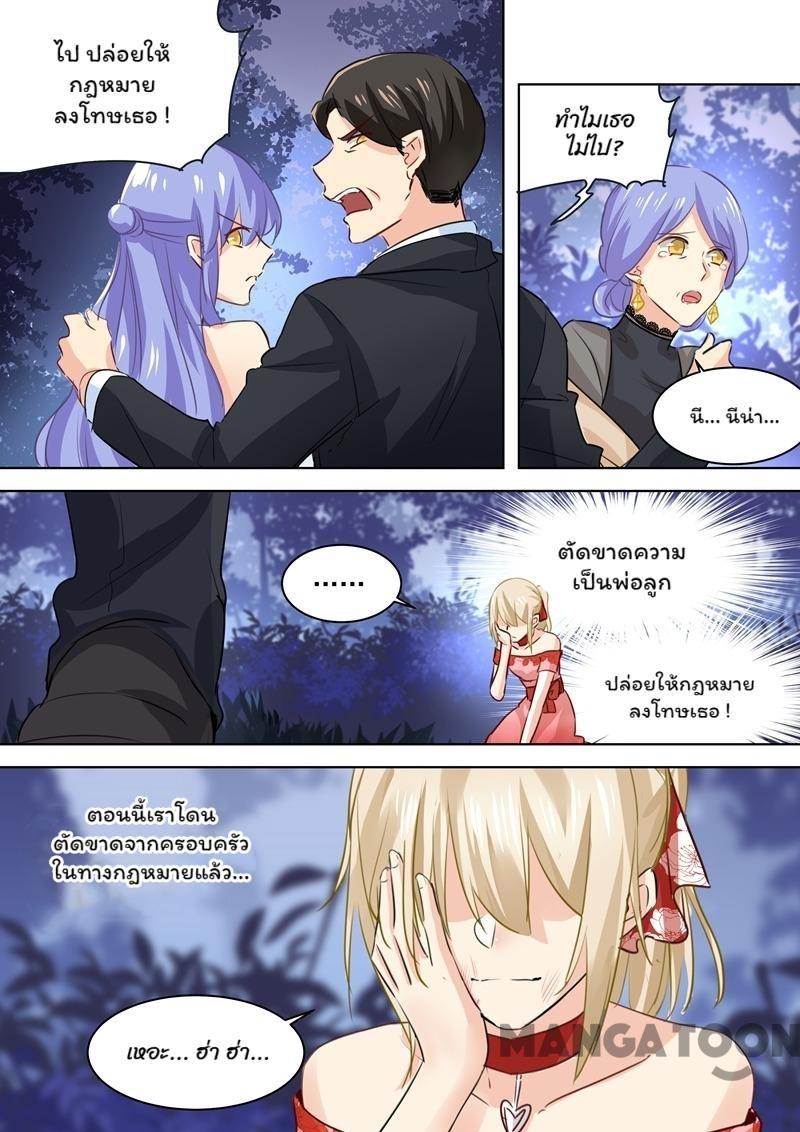 ไป ปล่อยให้
กฎหมาย
ลงโทษเธอ !
ทำไมเธอ
ไม่ไป?
นี... นีน่า...
......
ตัดขาดความ
เป็นพ่อลูก
ปล่อยให้กฎหมาย
ลงโทษเธอ !
ตอนนี้เราโดน
ตัดขาดจากครอบครัว
ในทางกฎหมายแล้ว...
เหอะ... ฮ่า ฮ่า...
MANGATOON